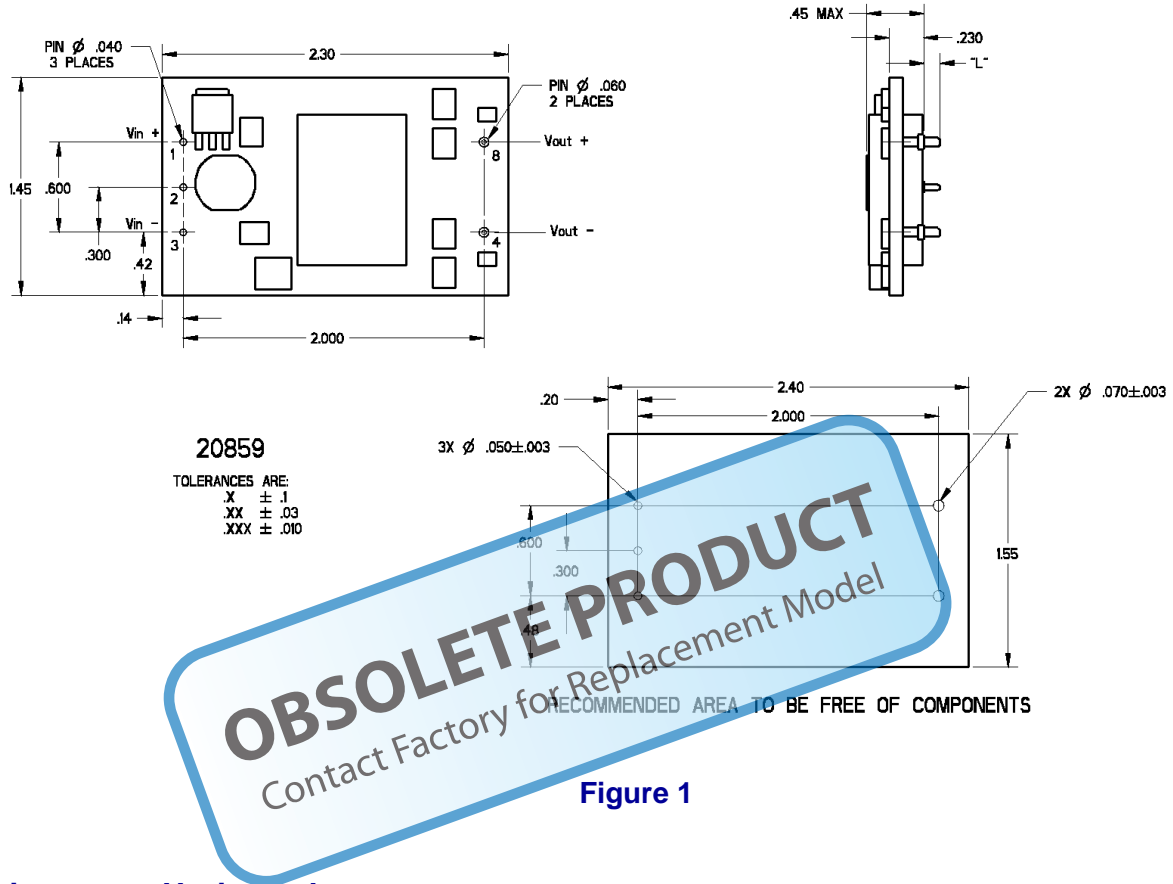 .45 MAX
.230
"L"
PIN Ø .040
3 PLACES
2.30
PIN Ø .060
2 PLACES
Vin +
1
8
Vout +
1.45
.600
2
Vin -
3
4
Vout -
.300
.42
.14
2.000
2.40
.20
2.000
2X Ø .070±.003
20859
3X Ø .050±.003
TOLERANCES ARE:
.X ± .1
.XX ± .03
.XXX ± .010
.600
.300
1.55
.48
OBSOLETE PRODUCT
Contact Factory for Replacement Model
RECOMMENDED AREA TO BE FREE OF COMPONENTS
Figure 1